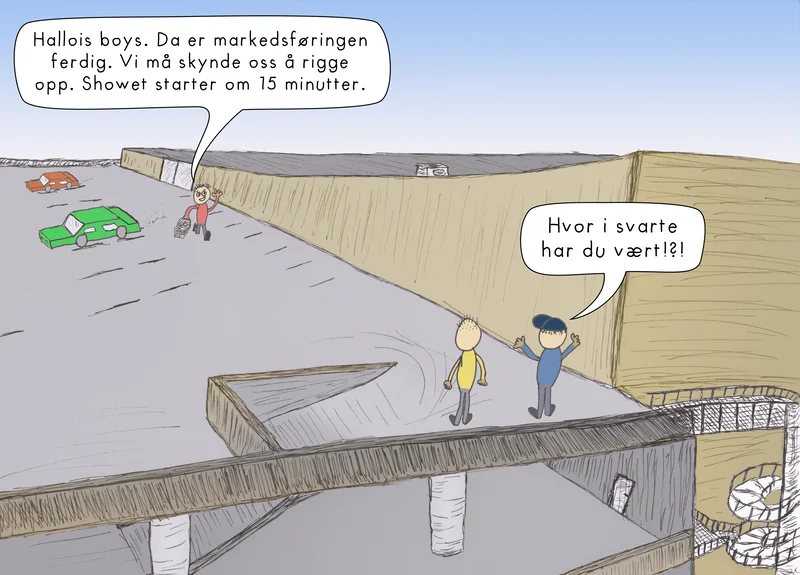 Hallois boys. Da er markedsføringen
ferdig. Vi må skynde oss å rigge
opp. Showet starter om 15 minutter.
Hvor i svarte
har du vært!?!